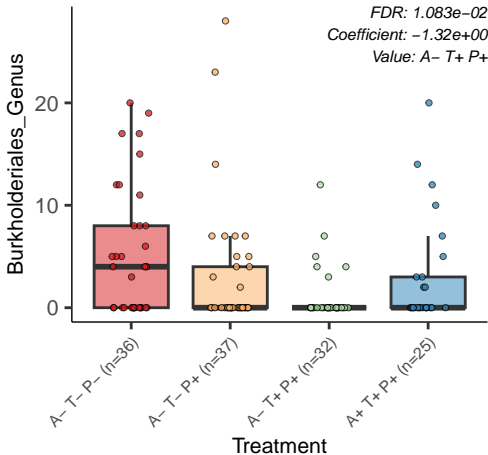 FDR: 1.083e−02
Coefficient: −1.32e+00
Value: A− T+ P+
Burkholderiales_Genus
20
10
0
A− T− P− (n=36)
A− T− P+ (n=37)
A− T+ P+ (n=32)
A+ T+ P+ (n=25)
Treatment